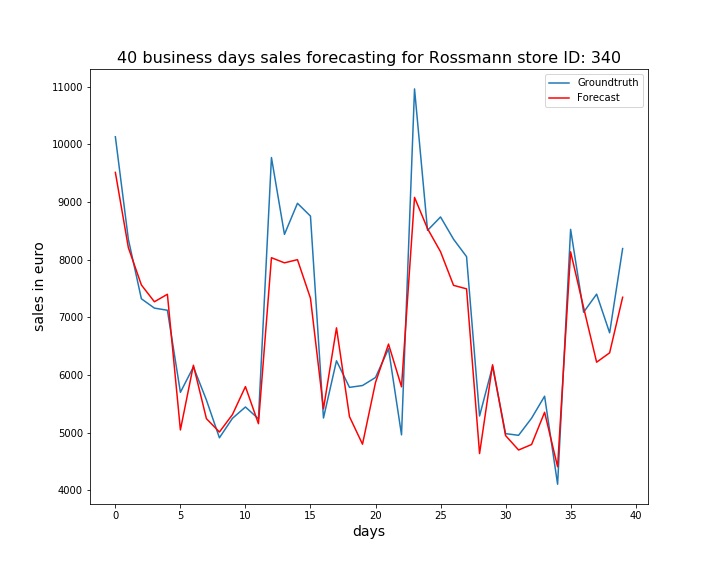 40 business days sales forecasting for Rossmann store ID: 340
Groundtruth
Forecast
11000
10000
9000
8000
7000
6000
5000
4000
sales in euro
0 5 10 15 20 25 30 35 40
days